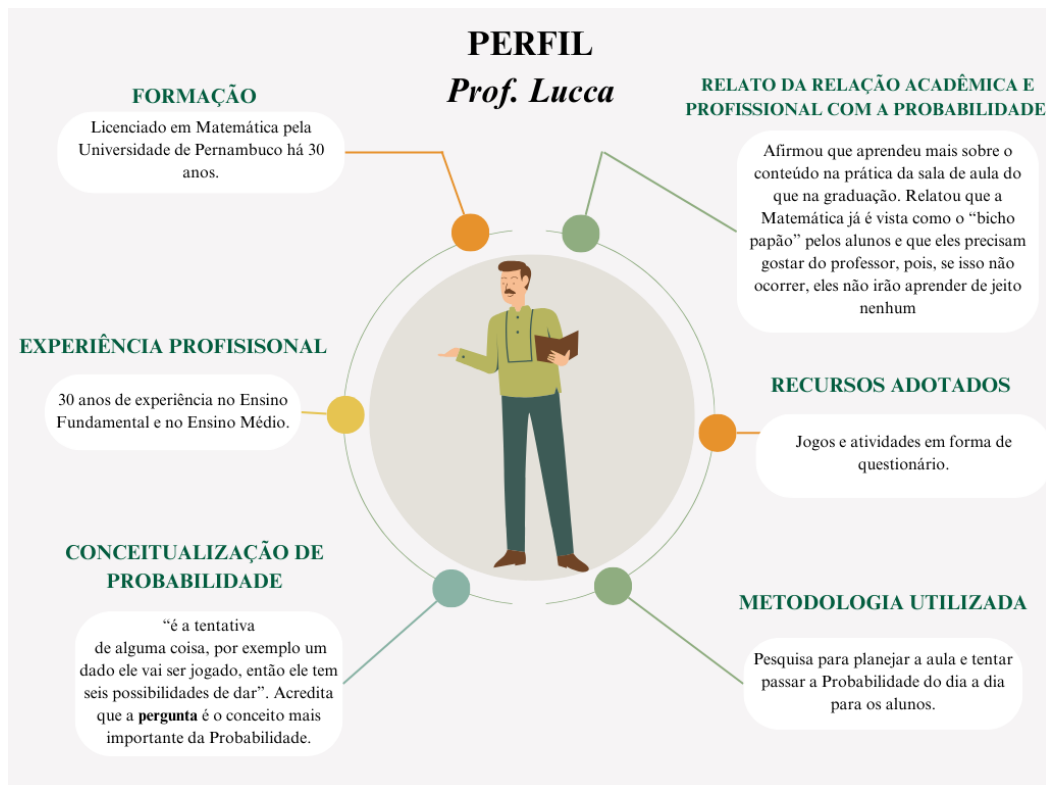 PERFIL
Prof. Lucca
FORMAÇÃO
Licenciado em Matemática pela
Universidade de Pernambuco há 30
anos.
EXPERIÊNCIA PROFISISONAL
30 anos de experiência no Ensino
Fundamental e no Ensino Médio.
CONCEITUALIZAÇÃO DE
PROBABILIDADE
“é a tentativa
de alguma coisa, por exemplo um
dado ele vai ser jogado, então ele tem
seis possibilidades de dar”. Acredita
que a pergunta é o conceito mais
importante da Probabilidade.
RELATO DA RELAÇÃO ACADÊMICA E
PROFISSIONAL COM A PROBABILIDADE
Afirmou que aprendeu mais sobre o
conteúdo na prática da sala de aula do
que na graduação. Relatou que a
Matemática já é vista como o “bicho
papão” pelos alunos e que eles precisam
gostar do professor, pois, se isso não
ocorrer, eles não irão aprender de jeito
nenhum
RECURSOS ADOTADOS
Jogos e atividades em forma de
questionário.
METODOLOGIA UTILIZADA
Pesquisa para planejar a aula e tentar
passar a Probabilidade do dia a dia
para os alunos.